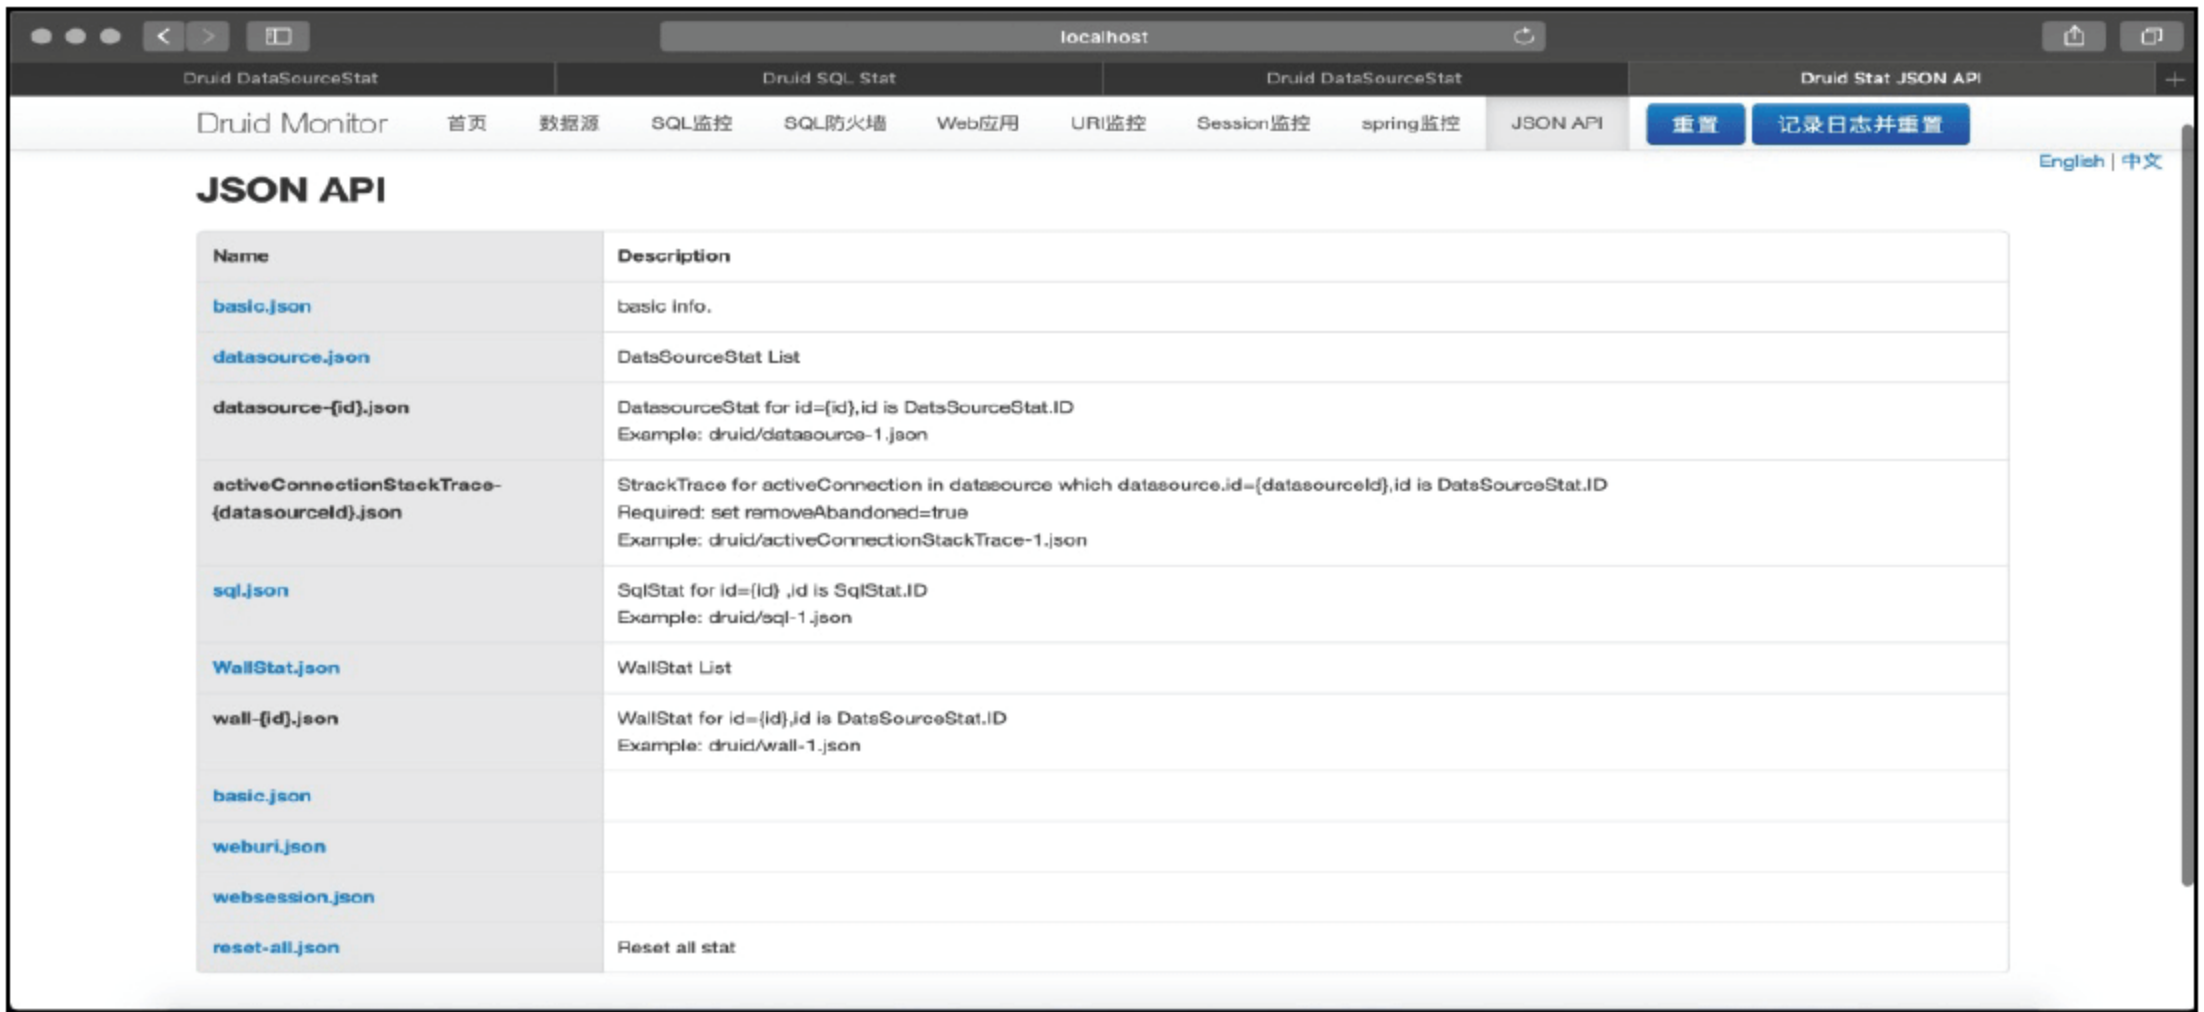 localhost
Druid DataSourceStat
Druid SQL Stat
Druid DataSourceStat
Druid Stat JSON API
Druid Monitor 首页 数据源 SQL监控 SQL防火墙 Web应用 URI监控 Session监控 spring监控 JSON API 重置 记录日志并重置
English | 中文
JSON API
Name Description
basic.json basic info.
datasource.json DataSourceStat List
datasource-{id}.json DatasourceStat for id={id},id is DataSourceStat.ID
Example: druid/datasource-1.json
activeConnectionStackTrace- StrackTrace for activeConnection in datasource which datasource.id={datasourceId},id is DataSourceStat.ID
{datasourceId}.json Required: set removeAbandoned=true
Example: druid/activeConnectionStackTrace-1.json
sql.json SqlStat for id={id} ,id is SqlStat.ID
Example: druid/sql-1.json
WallStat.json WallStat List
wall-{id}.json WallStat for id={id},id is DataSourceStat.ID
Example: druid/wall-1.json
basic.json
weburi.json
websession.json
reset-all.json Reset all stat